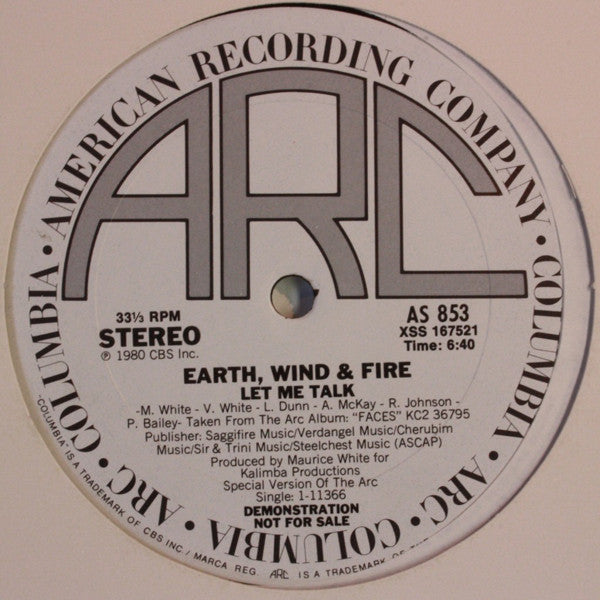 AMERICAN RECORDING COMPANY • COLUMBIA • ARC • COLUMBIA • ARC • COLUMBIA •
ARC
33⅓ RPM
STEREO
℗ 1980 CBS Inc.
AS 853
XSS 167521
Time: 6:40
EARTH, WIND & FIRE
LET ME TALK
-M. White - V. White - L. Dunn - A. McKay - R. Johnson -
P. Bailey- Taken From The Arc Album: "FACES" KC2 36795
Publisher: Saggifire Music/Verdangel Music/Cherubim
Music/Sir & Trini Music/Steelchest Music (ASCAP)
Produced by Maurice White for
Kalimba Productions
Special Version Of The Arc
Single: 1-11366
DEMONSTRATION
NOT FOR SALE
"COLUMBIA" IS A TRADEMARK OF CBS INC./ MARCA REG. ARC IS A TRADEMARK OF THE